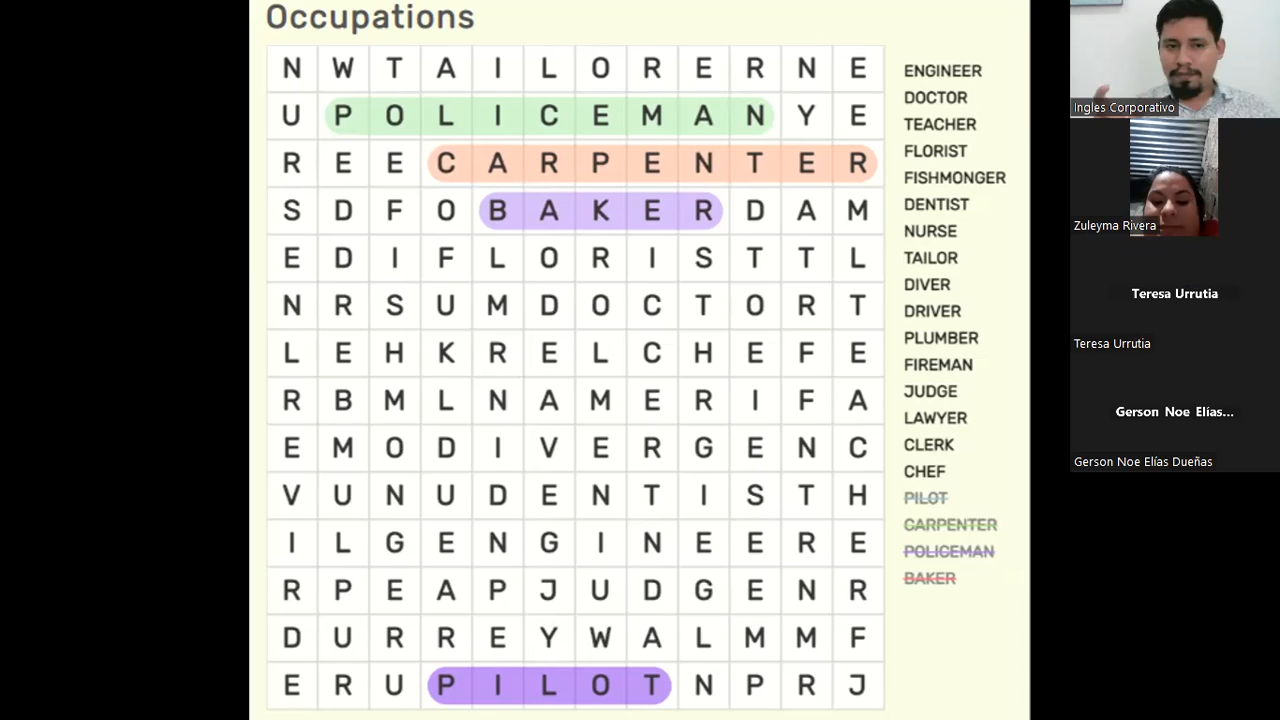 Occupations
N W T A I L O R E R N E
U P O L I C E M A N Y E
R E E C A R P E N T E R
S D F O B A K E R D A M
E D I F L O R I S T T L
N R S U M D O C T O R T
L E H K R E L C H E F E
R B M L N A M E R I F A
E M O D I V E R G E N C
V U N U D E N T I S T H
I L G E N G I N E E R E
R P E A P J U D G E N R
D U R R E Y W A L M M F
E R U P I L O T N P R J
ENGINEER
DOCTOR
TEACHER
FLORIST
FISHMONGER
DENTIST
NURSE
TAILOR
DIVER
DRIVER
PLUMBER
FIREMAN
JUDGE
LAWYER
CLERK
CHEF
PILOT
CARPENTER
POLICEMAN
BAKER
Ingles Corporativo
Zuleyma Rivera
Teresa Urrutia
Teresa Urrutia
Gerson Noe Elías...
Gerson Noe Elías Dueñas